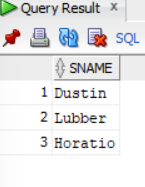 Query Result x
SQL
SNAME
1 Dustin
2 Lubber
3 Horatio